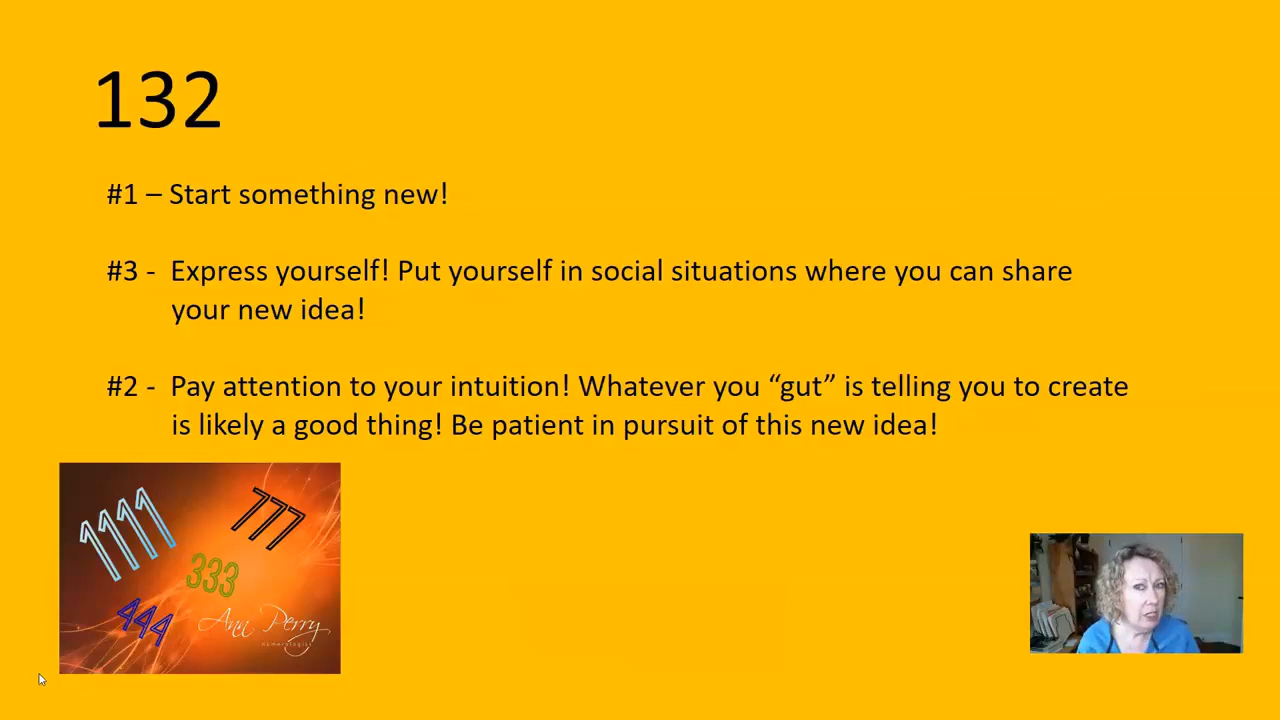 132
#1 – Start something new!
#3 - Express yourself! Put yourself in social situations where you can share
your new idea!
#2 - Pay attention to your intuition! Whatever you “gut” is telling you to create
is likely a good thing! Be patient in pursuit of this new idea!
1111
777
333
444
Ann Perry
numerologist